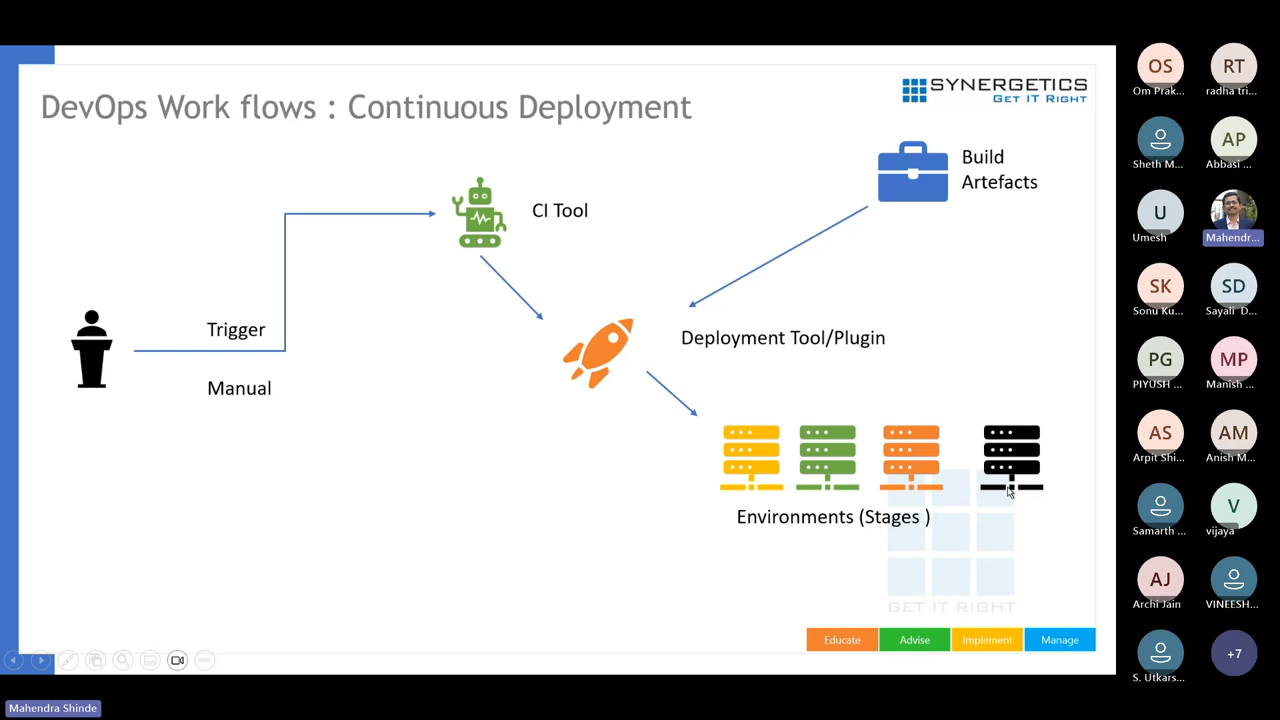 DevOps Work flows : Continuous Deployment
SYNERGETICS
GET IT RIGHT
Build
Artefacts
CI Tool
Trigger
Manual
Deployment Tool/Plugin
Environments (Stages )
GET IT RIGHT
Educate
Advise
Implement
Manage
OS
Om Prak...
RT
radha tri...
Sheth M...
AP
Abbasi ...
U
Umesh
Mahendr...
SK
Sonu Ku...
SD
Sayali D...
PG
PIYUSH ...
MP
Manish ...
AS
Arpit Shi...
AM
Anish M...
Samarth ...
V
vijaya
AJ
Archi Jain
VINEESH...
S. Utkars...
+7
Mahendra Shinde